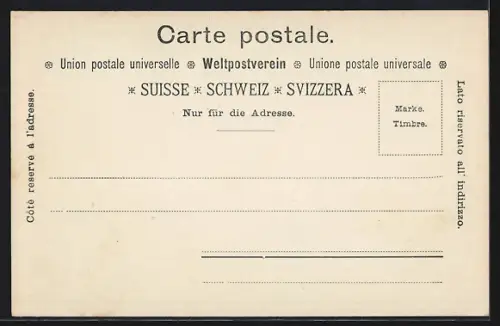 Carte postale.
Union postale universelle ※ Weltpostverein ※ Unione postale universale
SUISSE ※ SCHWEIZ ※ SVIZZERA
Nur für die Adresse.
Marke.
Timbre.
Côté reservé á l'adresse.
Lato riservato all' indirizzo.